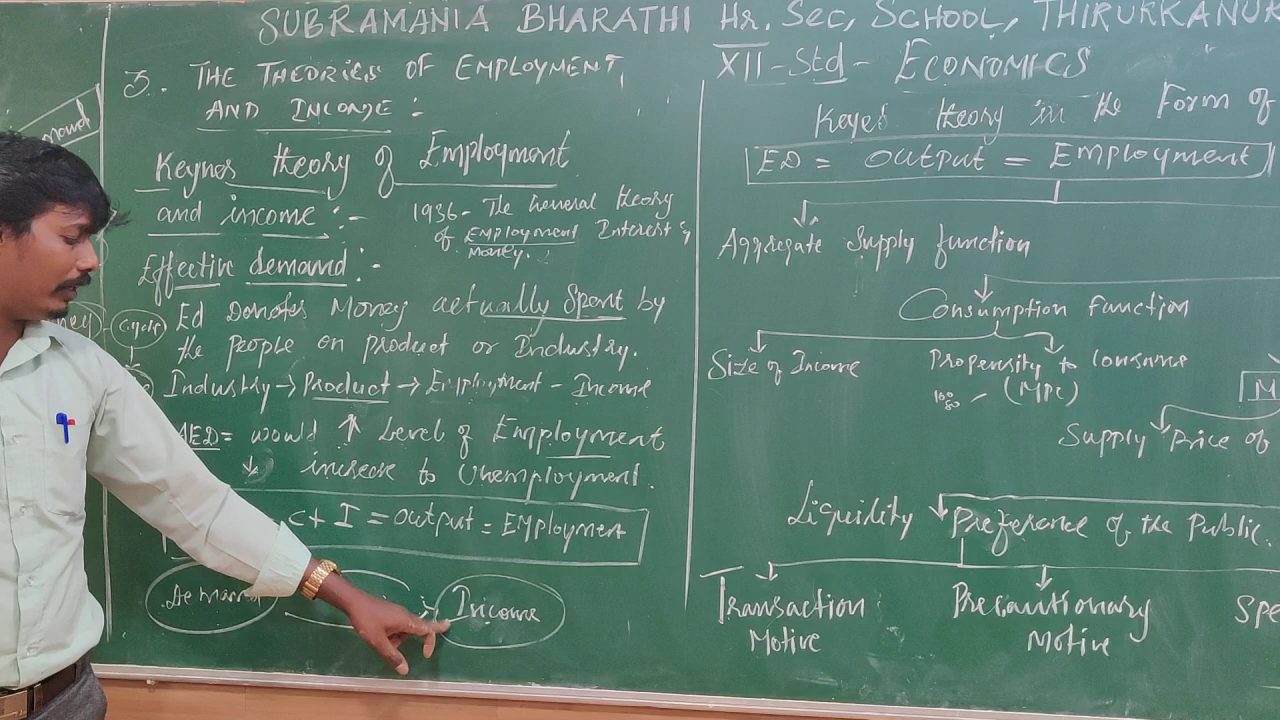 SUBRAMANIA BHARATHI Hr. Sec, SCHOOL, THIRUKKANUR
XII-Std - ECONOMICS
3. THE THEORIES OF EMPLOYMENT,
AND INCOME :
Keynes theory of Employment
and income :-
1936- The General theory
of Employment Interest &
Money.
Effective demand :-
Ed Donotes Money actually Spent by
the people on product or Industry.
Industry → Product → Employment - Income
ED = would ↑ Level of Employment
↓ increase to Unemployment.
C + I = output = EMployment
Demand
Income
mand
ney
Cycle
Keyes theory in the Form of
ED = OUTPUT = EMPloyment
Aggregate Supply function
Consumption Function
Size of Income
Propensity to Consume
(MPC)
M
Supply Price of
Liquidity Preference of the Public.
Transaction
Motive
Precautionary
Motive
Spe